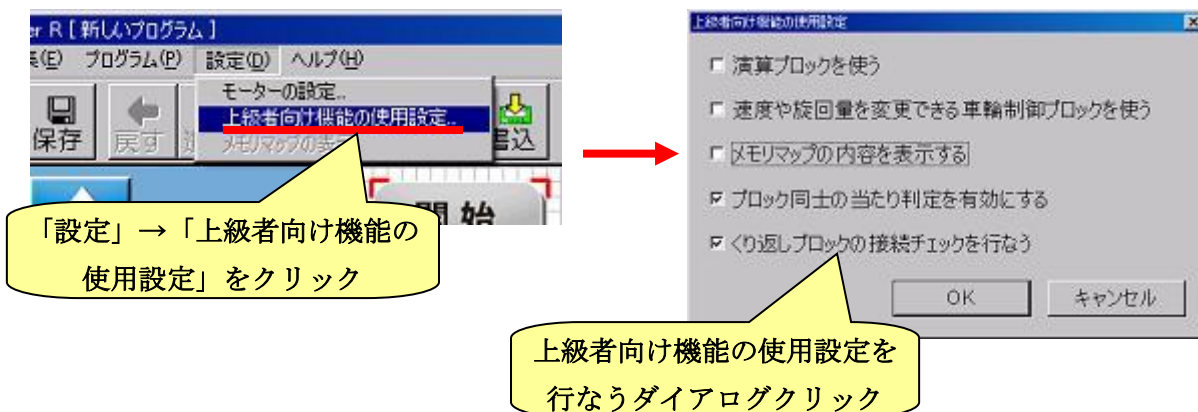 er R [ 新しいプログラム ]
集(E) プログラム(P) 設定(D) ヘルプ(H)
モーターの設定..
上級者向け機能の使用設定..
メモリマップの表示
保存 戻す 書込
開始
「設定」→「上級者向け機能の
使用設定」をクリック
上級者向け機能の使用設定
演算ブロックを使う
速度や旋回量を変更できる車輪制御ブロックを使う
メモリマップの内容を表示する
ブロック同士の当たり判定を有効にする
くり返しブロックの接続チェックを行なう
OK キャンセル
上級者向け機能の使用設定を
行なうダイアログクリック